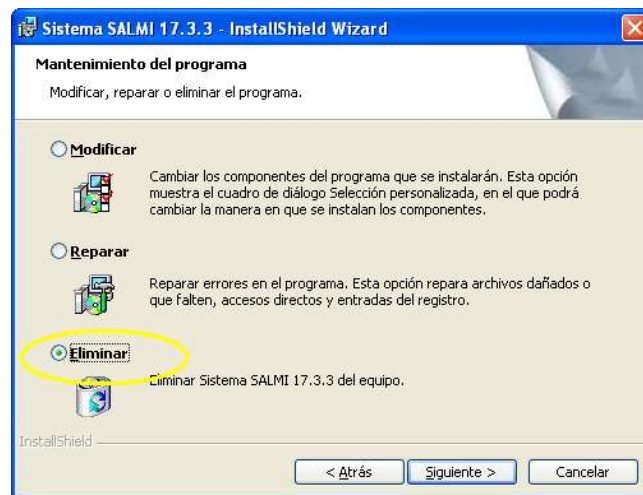 Sistema SALMI 17.3.3 - InstallShield Wizard
Mantenimiento del programa
Modificar, reparar o eliminar el programa.
Modificar
Cambiar los componentes del programa que se instalarán. Esta opción
muestra el cuadro de diálogo Selección personalizada, en el que podrá
cambiar la manera en que se instalan los componentes.
Reparar
Reparar errores en el programa. Esta opción repara archivos dañados o
que falten, accesos directos y entradas del registro.
Eliminar
Eliminar Sistema SALMI 17.3.3 del equipo.
InstallShield
< Atrás Siguiente > Cancelar